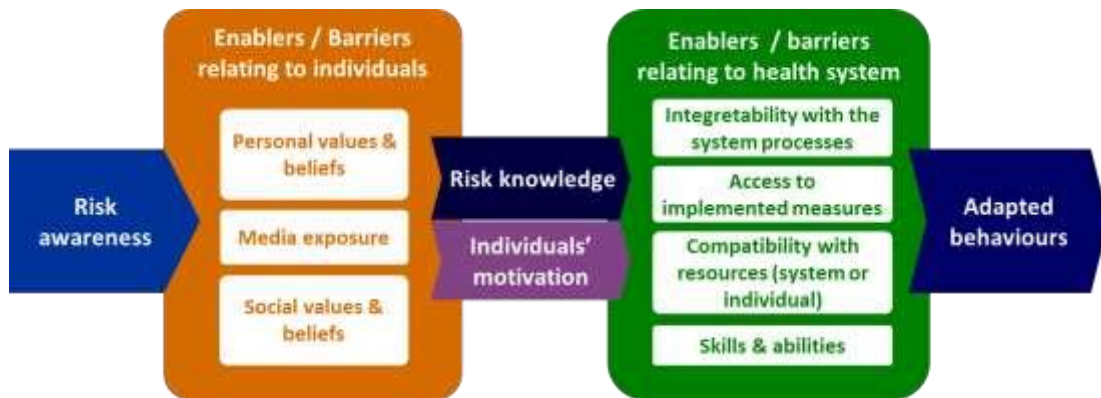 Risk
awareness
Enablers / Barriers
relating to individuals
Personal values &
beliefs
Media exposure
Social values &
beliefs
Risk knowledge
Individuals'
motivation
Enablers / barriers
relating to health system
Integretability with the
system processes
Access to
implemented measures
Compatibility with
resources (system or
individual)
Skills & abilities
Adapted
behaviours